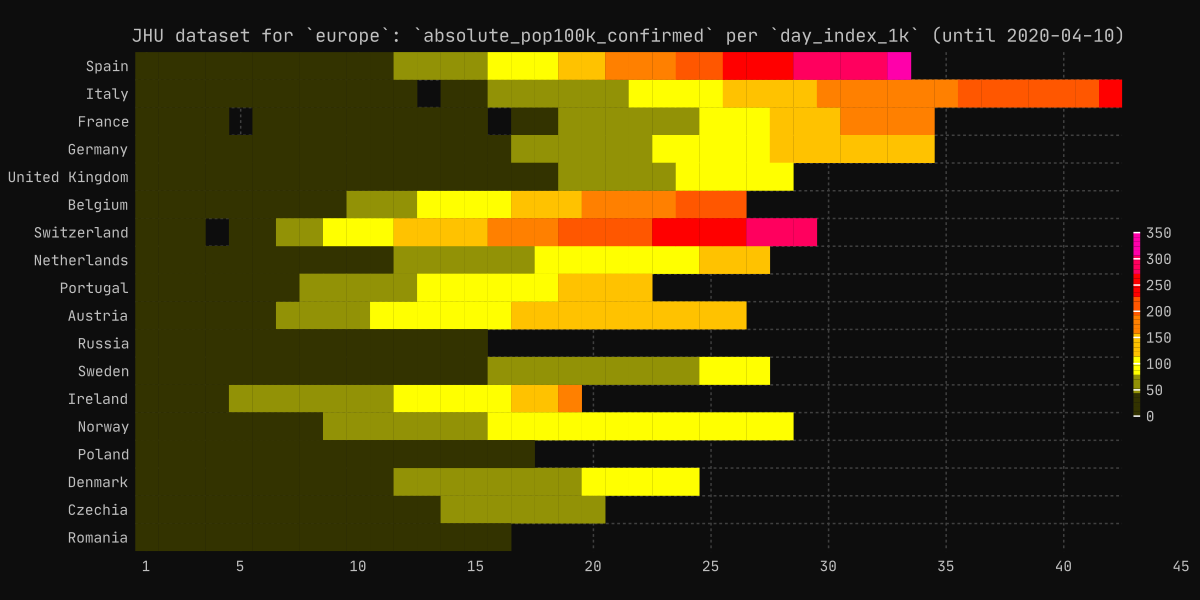 JHU dataset for `europe`: `absolute_pop100k_confirmed` per `day_index_1k` (until 2020-04-10)
Spain
Italy
France
Germany
United Kingdom
Belgium
Switzerland
Netherlands
Portugal
Austria
Russia
Sweden
Ireland
Norway
Poland
Denmark
Czechia
Romania
350
300
250
200
150
100
50
0
1 5 10 15 20 25 30 35 40 45